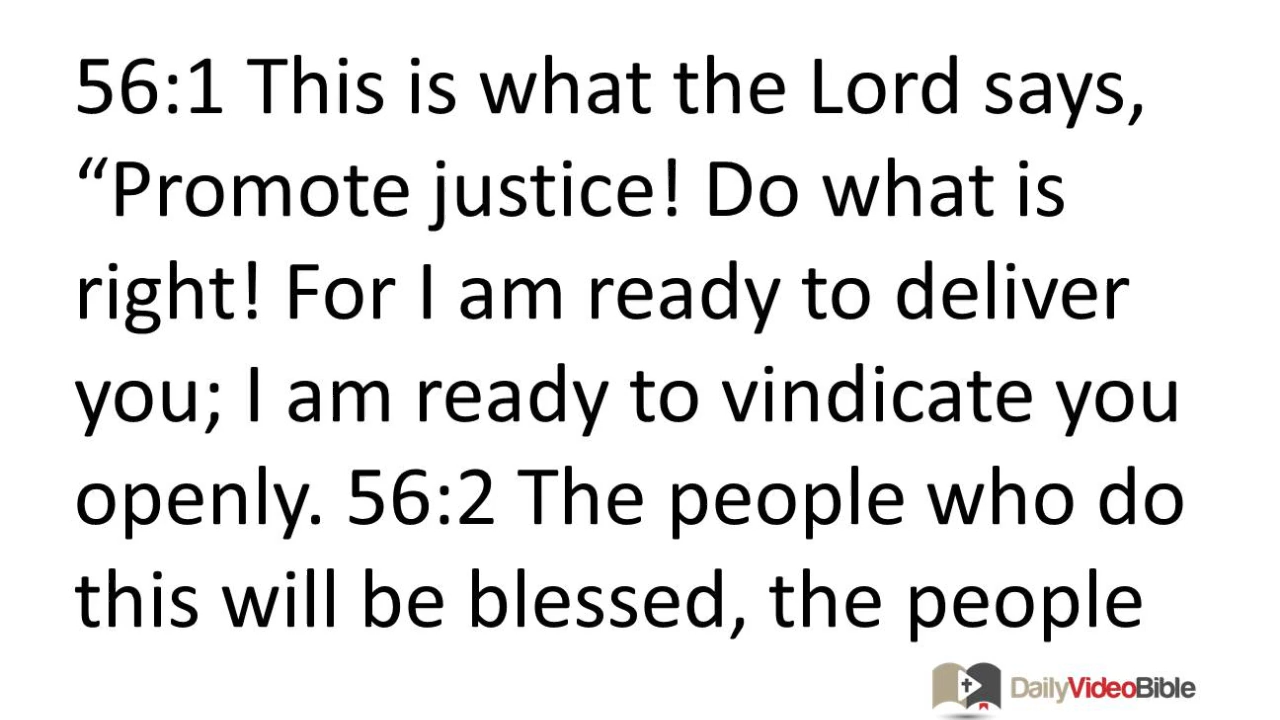 56:1 This is what the Lord says,
“Promote justice! Do what is
right! For I am ready to deliver
you; I am ready to vindicate you
openly. 56:2 The people who do
this will be blessed, the people
DailyVideoBible